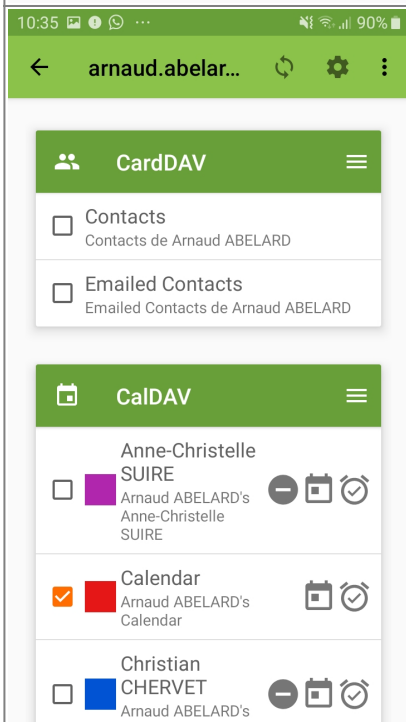 10:35 90%
arnaud.abelar...
CardDAV
Contacts
Contacts de Arnaud ABELARD
Emailed Contacts
Emailed Contacts de Arnaud ABELARD
CalDAV
Anne-Christelle
SUIRE
Arnaud ABELARD's
Anne-Christelle
SUIRE
Calendar
Arnaud ABELARD's
Calendar
Christian
CHERVET
Arnaud ABELARD's